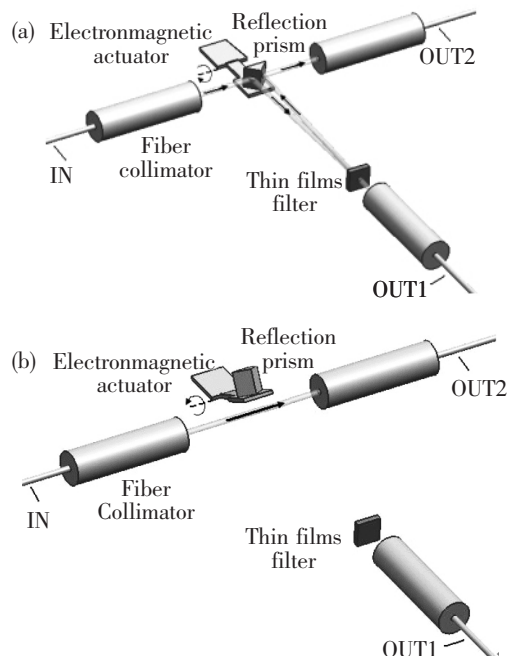 (a)
Electronmagnetic
actuator
Reflection
prism
OUT2
IN
Fiber
collimator
Thin films
filter
OUT1
(b)
Electronmagnetic
actuator
Reflection
prism
OUT2
IN
Fiber
Collimator
Thin films
filter
OUT1